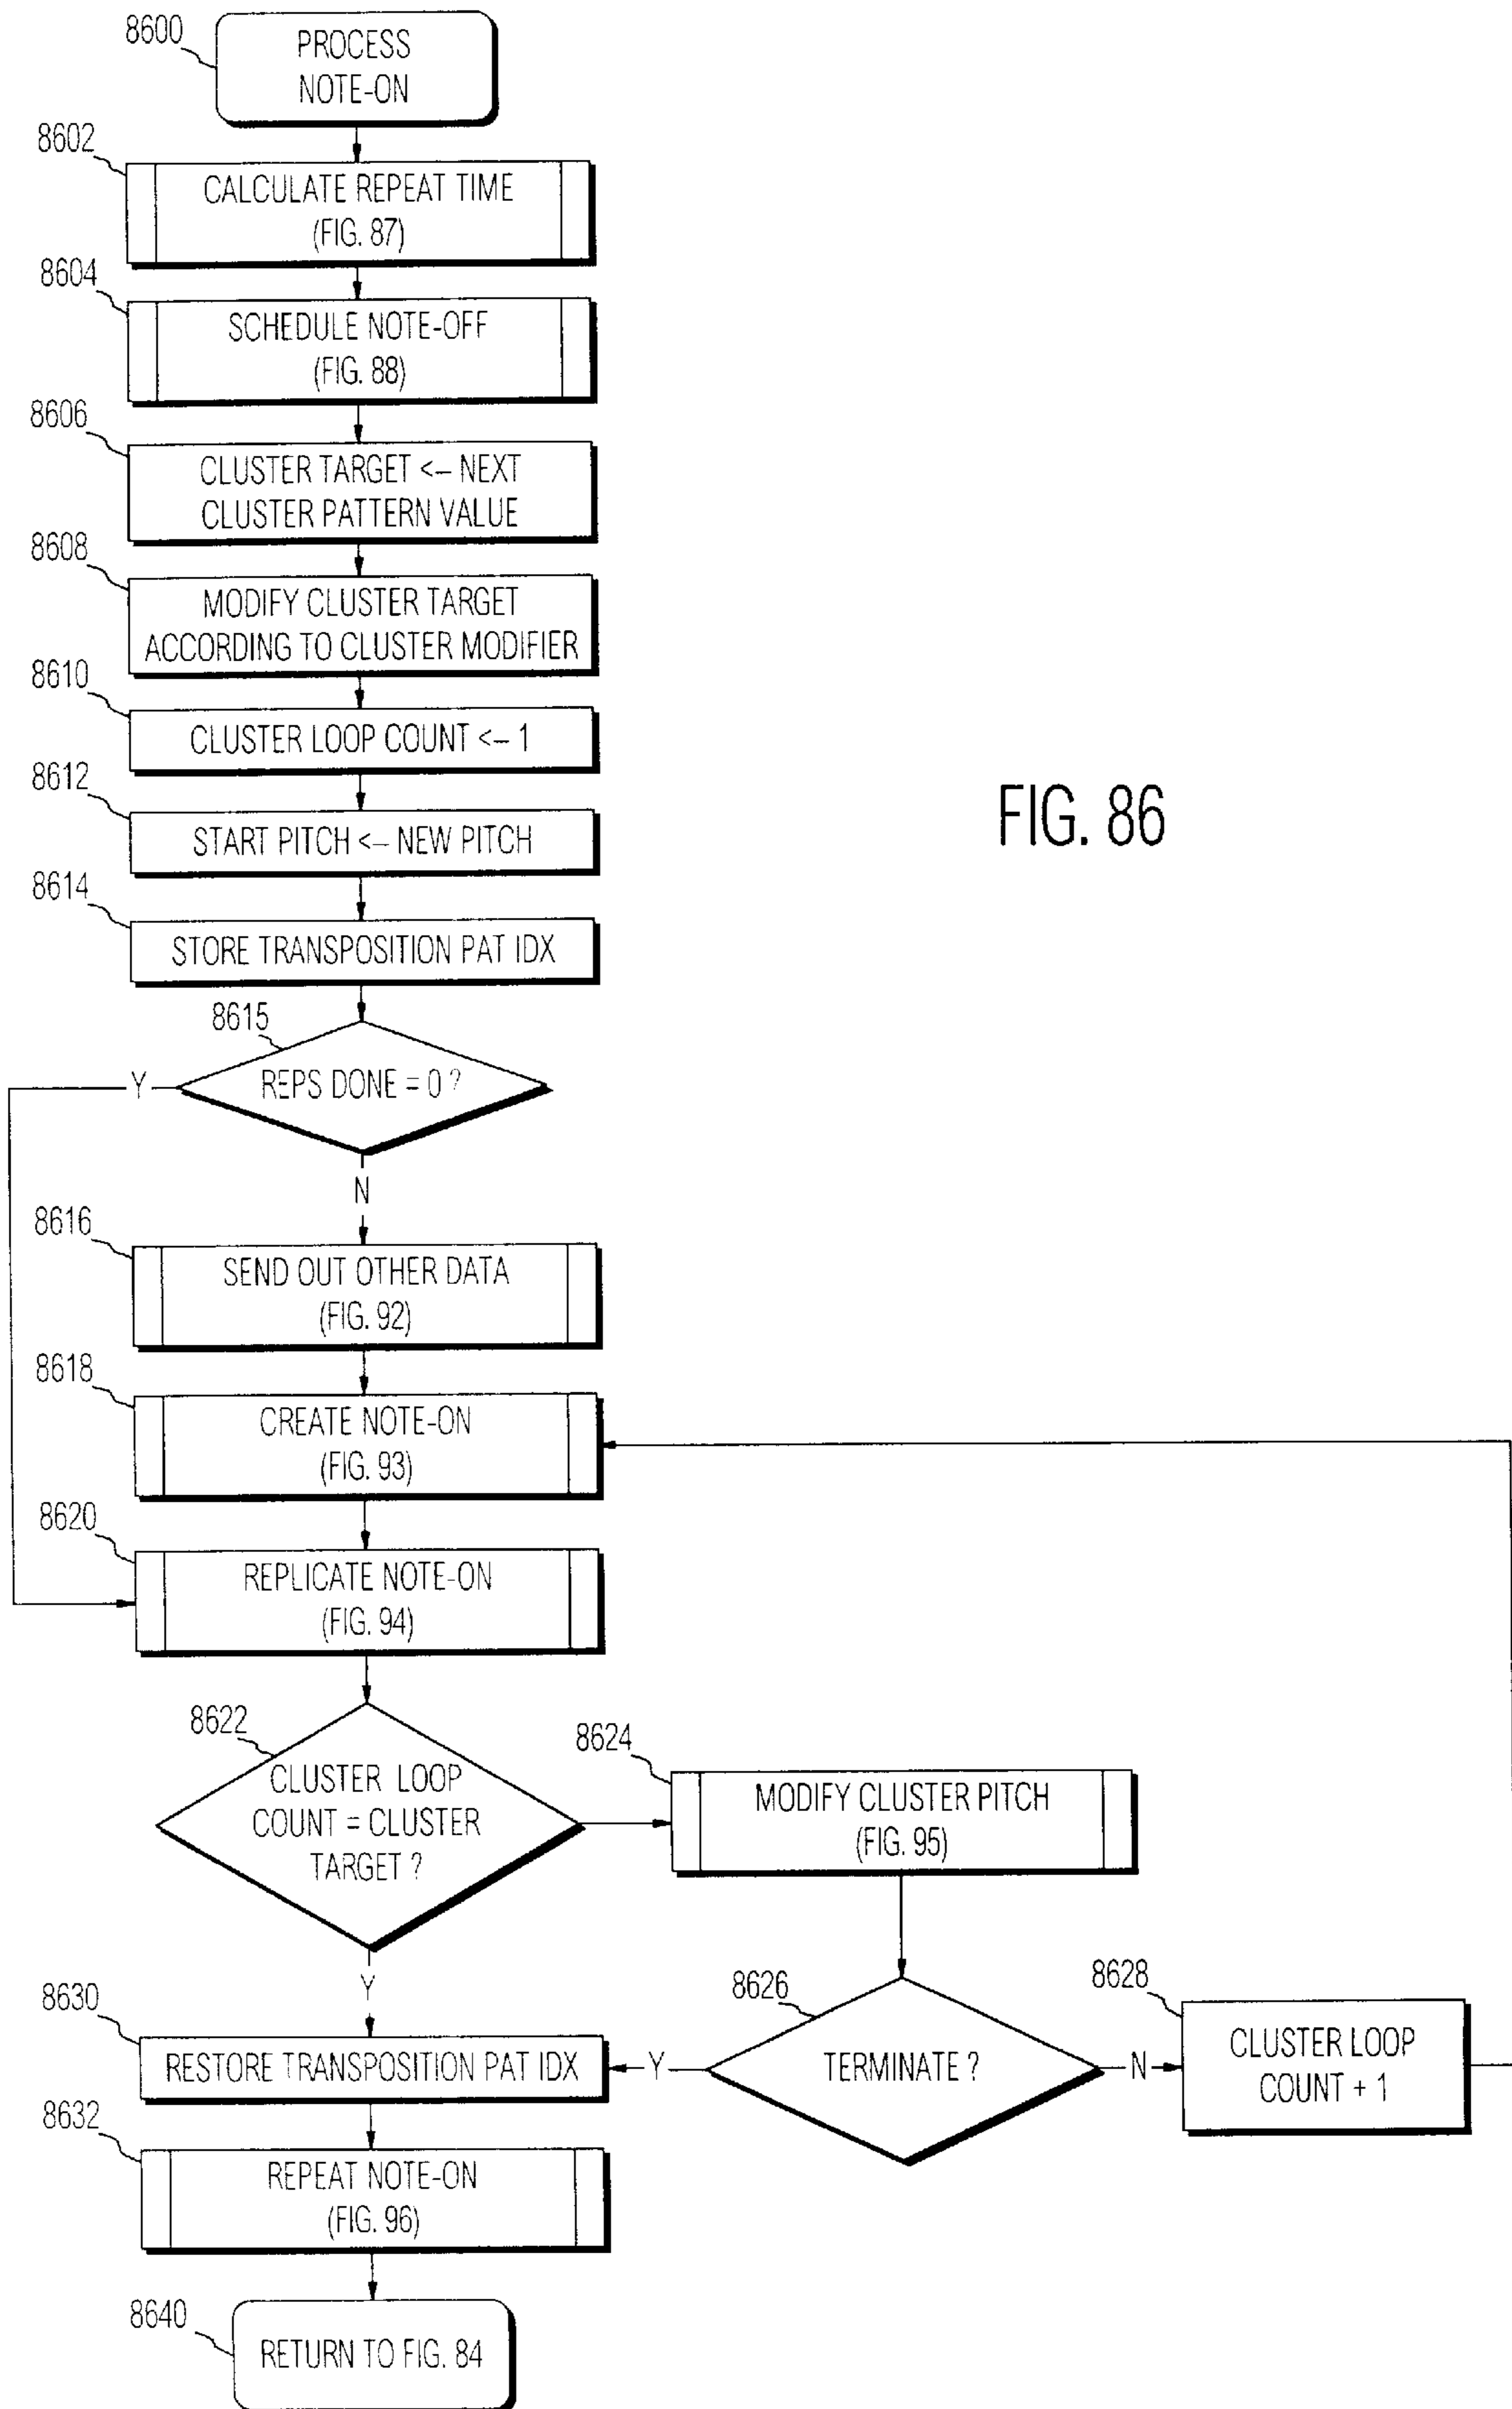 8600
PROCESS
NOTE-ON
8602
CALCULATE REPEAT TIME
(FIG. 87)
8604
SCHEDULE NOTE-OFF
(FIG. 88)
8606
CLUSTER TARGET <– NEXT
CLUSTER PATTERN VALUE
8608
MODIFY CLUSTER TARGET
ACCORDING TO CLUSTER MODIFIER
8610
CLUSTER LOOP COUNT <– 1
8612
START PITCH <– NEW PITCH
FIG. 86
8614
STORE TRANSPOSITION PAT IDX
8615
Y
REPS DONE = 0 ?
N
8616
SEND OUT OTHER DATA
(FIG. 92)
8618
CREATE NOTE-ON
(FIG. 93)
8620
REPLICATE NOTE-ON
(FIG. 94)
8622
CLUSTER LOOP
COUNT = CLUSTER
TARGET ?
8624
MODIFY CLUSTER PITCH
(FIG. 95)
Y
8626
TERMINATE ?
Y
N
8628
CLUSTER LOOP
COUNT + 1
8630
RESTORE TRANSPOSITION PAT IDX
8632
REPEAT NOTE-ON
(FIG. 96)
8640
RETURN TO FIG. 84